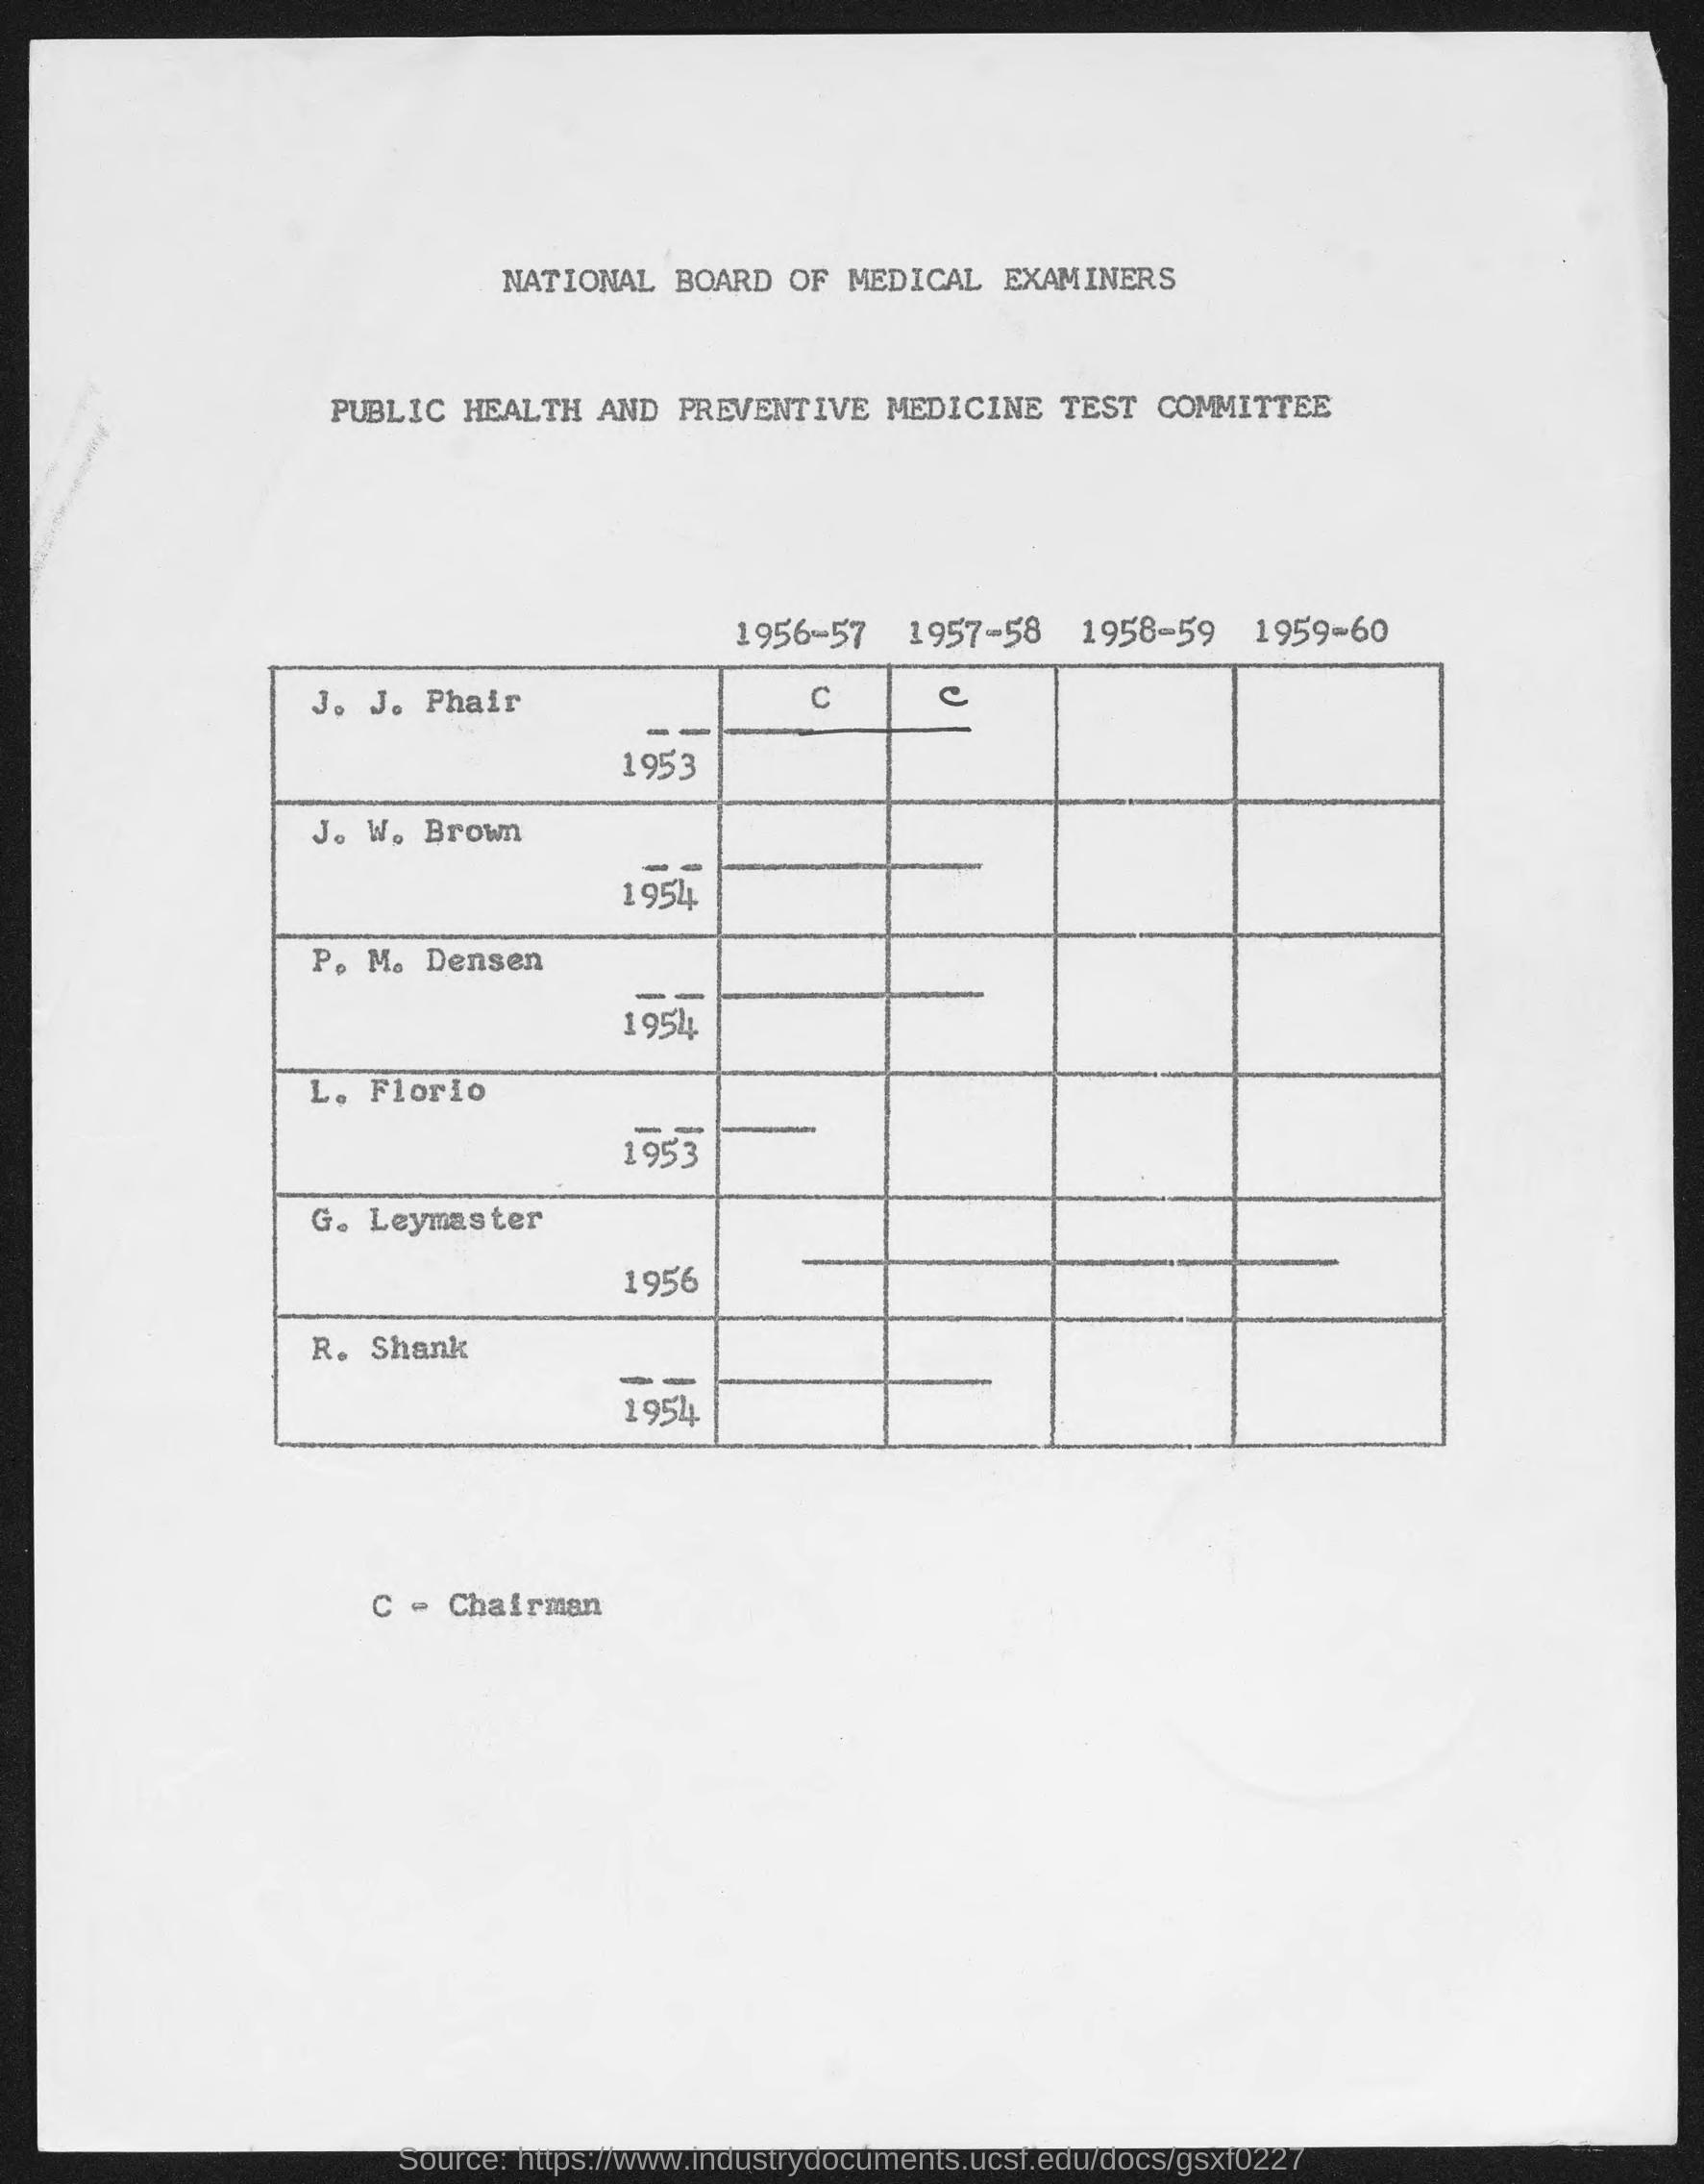 NATIONAL BOARD OF MEDICAL EXAMINERS
PUBLIC HEALTH AND PREVENTIVE MEDICINE TEST COMMITTEE
1956-57 1957-58 1958-59 1959-60
J. J. Phair C C
1953
J. W. Brown
1954
P. M. Densen
1954
L. Florio
1953
G. Leymaster
1956
R. Shank
1954
C - Chairman
Source: https://www.industrydocuments.ucsf.edu/docs/gsxf0227